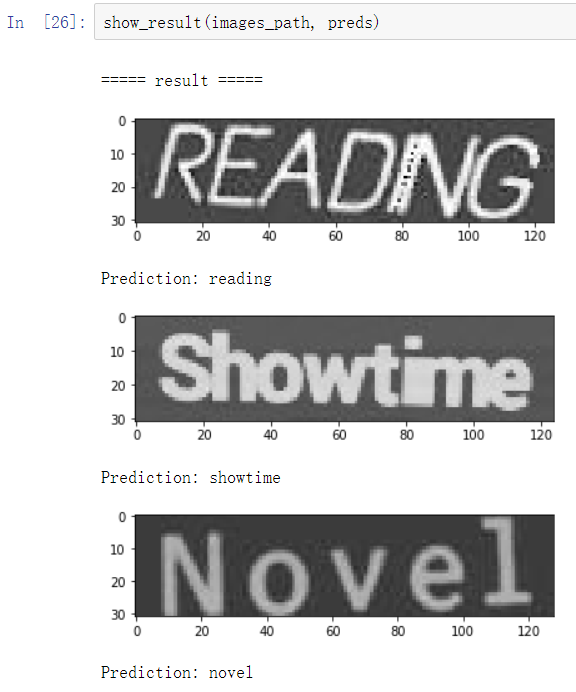 In [26]: show_result(images_path, preds)
===== result =====
0
10
20
30
READING
0 20 40 60 80 100 120
Prediction: reading
0
10
20
30
Showtime
0 20 40 60 80 100 120
Prediction: showtime
0
10
20
30
Novel
0 20 40 60 80 100 120
Prediction: novel